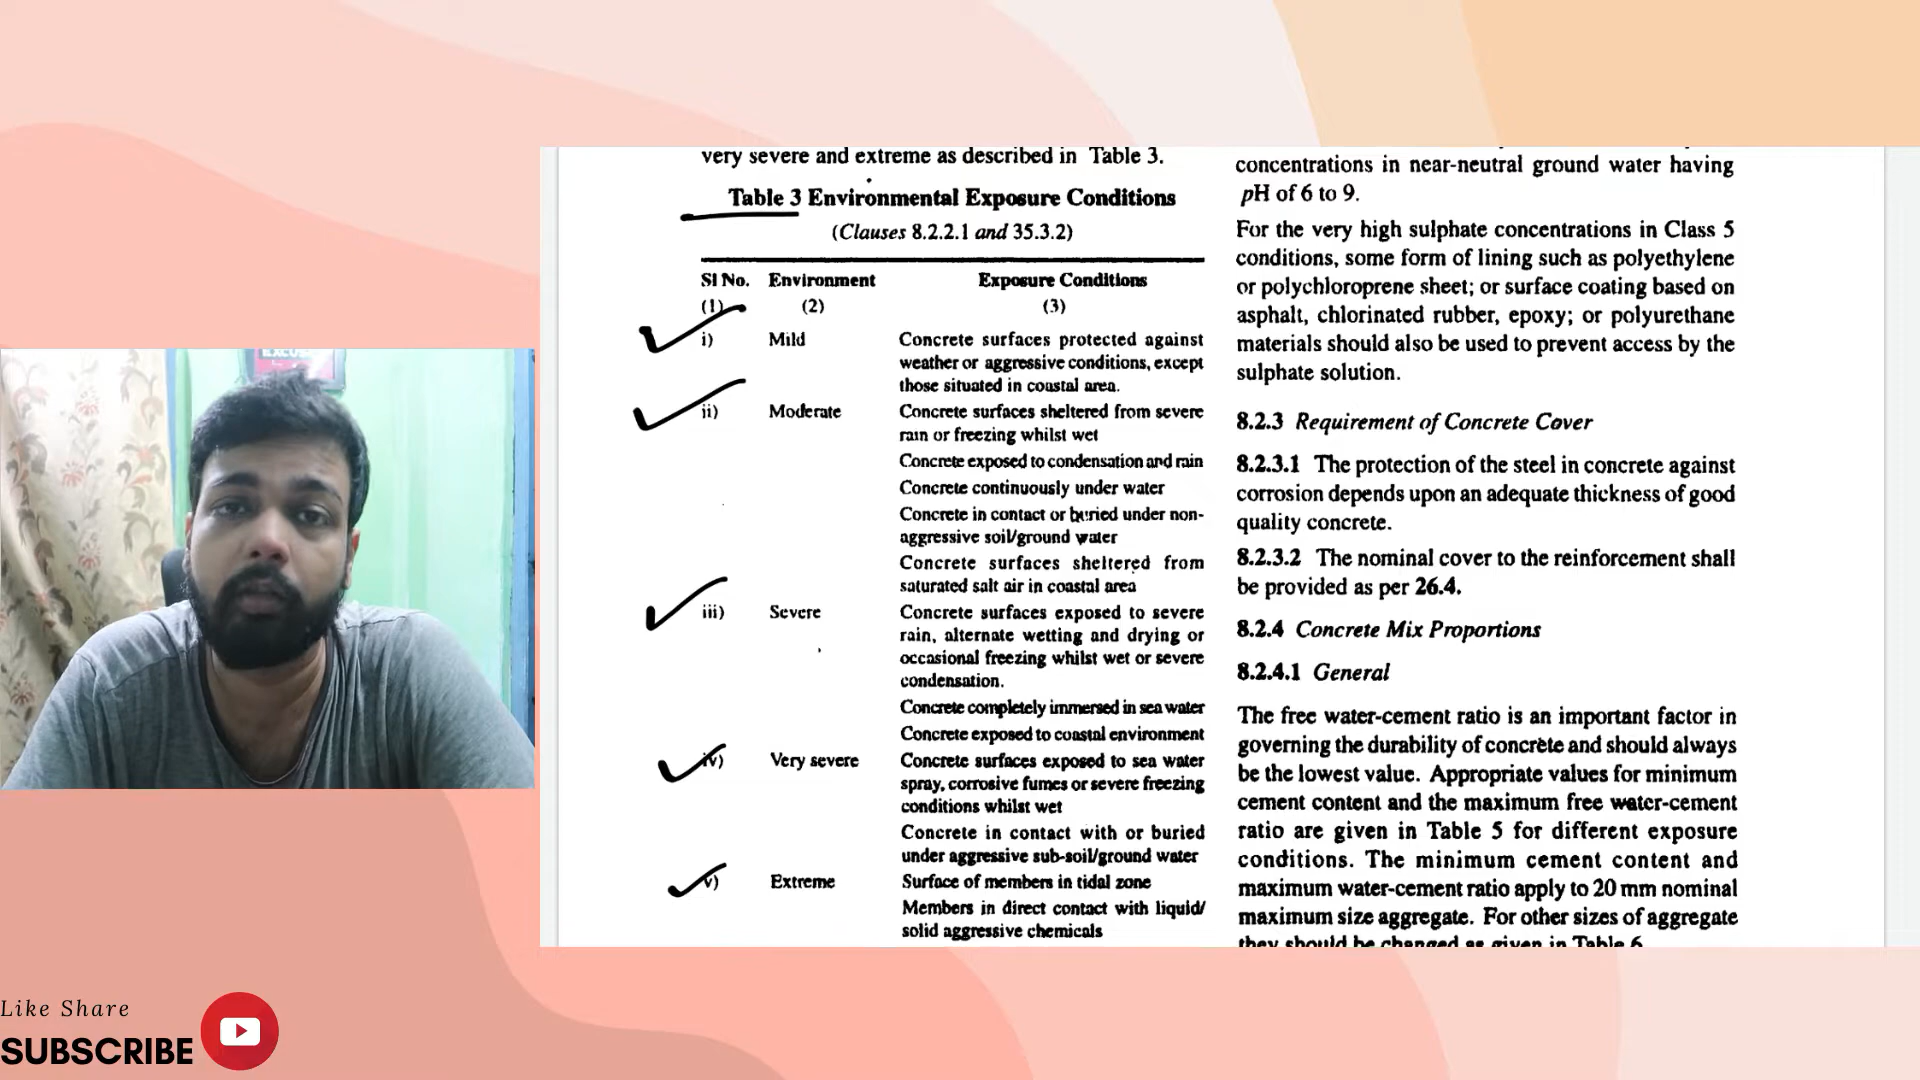 very severe and extreme as described in Table 3.
Table 3 Environmental Exposure Conditions
(Clauses 8.2.2.1 and 35.3.2)
Sl No. Environment Exposure Conditions
(1) (2) (3)
i) Mild Concrete surfaces protected against
weather or aggressive conditions, except
those situated in coastal area.
ii) Moderate Concrete surfaces sheltered from severe
rain or freezing whilst wet
Concrete exposed to condensation and rain
Concrete continuously under water
Concrete in contact or buried under non-
aggressive soil/ground water
Concrete surfaces sheltered from
saturated salt air in coastal area
iii) Severe Concrete surfaces exposed to severe
rain, alternate wetting and drying or
occasional freezing whilst wet or severe
condensation.
Concrete completely immersed in sea water
Concrete exposed to coastal environment
iv) Very severe Concrete surfaces exposed to sea water
spray, corrosive fumes or severe freezing
conditions whilst wet
Concrete in contact with or buried
under aggressive sub-soil/ground water
v) Extreme Surface of members in tidal zone
Members in direct contact with liquid/
solid aggressive chemicals
concentrations in near-neutral ground water having
pH of 6 to 9.
For the very high sulphate concentrations in Class 5
conditions, some form of lining such as polyethylene
or polychloroprene sheet; or surface coating based on
asphalt, chlorinated rubber, epoxy; or polyurethane
materials should also be used to prevent access by the
sulphate solution.
8.2.3 Requirement of Concrete Cover
8.2.3.1 The protection of the steel in concrete against
corrosion depends upon an adequate thickness of good
quality concrete.
8.2.3.2 The nominal cover to the reinforcement shall
be provided as per 26.4.
8.2.4 Concrete Mix Proportions
8.2.4.1 General
The free water-cement ratio is an important factor in
governing the durability of concrete and should always
be the lowest value. Appropriate values for minimum
cement content and the maximum free water-cement
ratio are given in Table 5 for different exposure
conditions. The minimum cement content and
maximum water-cement ratio apply to 20 mm nominal
maximum size aggregate. For other sizes of aggregate
they should be changed as given in Table 6.
Like Share
SUBSCRIBE